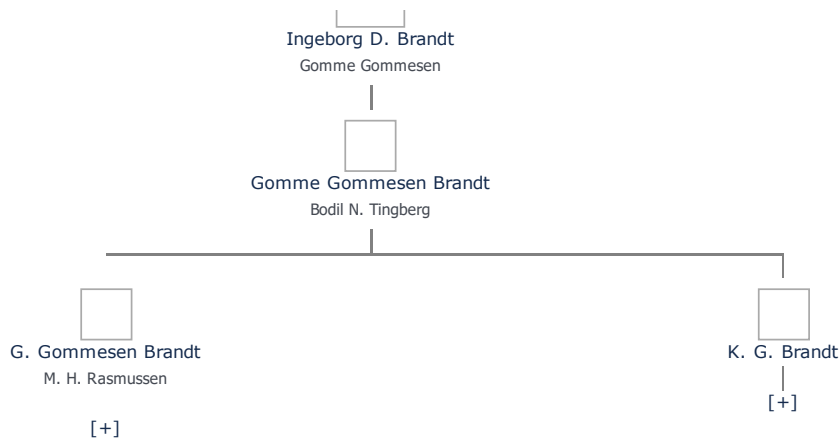 Ingeborg D. Brandt
Gomme Gommesen
Gomme Gommesen Brandt
Bodil N. Tingberg
G. Gommesen Brandt
M. H. Rasmussen
[+]
K. G. Brandt
[+]